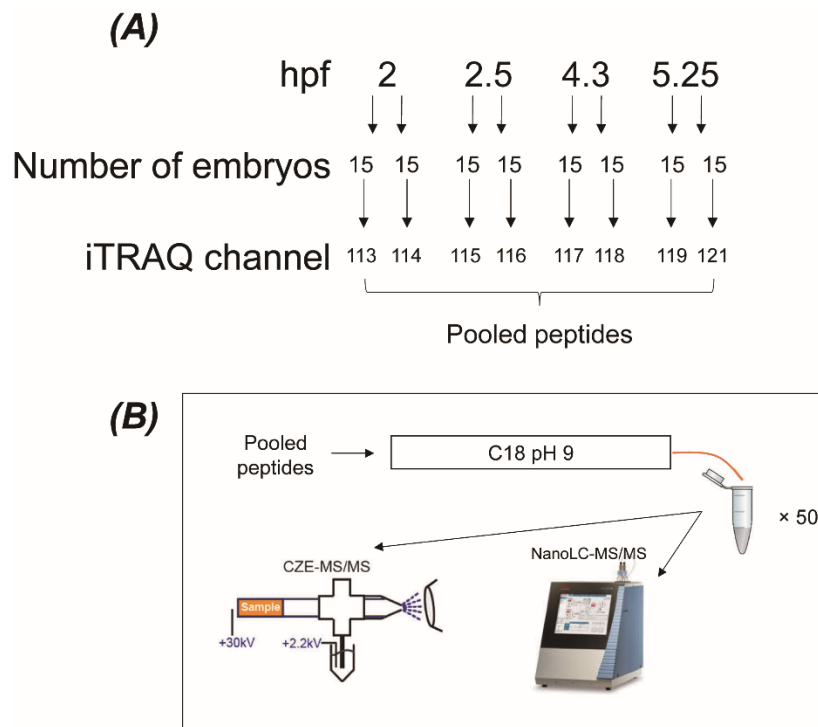 (A)
hpf 2 2.5 4.3 5.25
Number of embryos 15 15 15 15 15 15 15 15
iTRAQ channel 113 114 115 116 117 118 119 121
Pooled peptides
(B)
Pooled
peptides
C18 pH 9
× 50
CZE-MS/MS
NanoLC-MS/MS
Sample
+30kV
+2.2kV